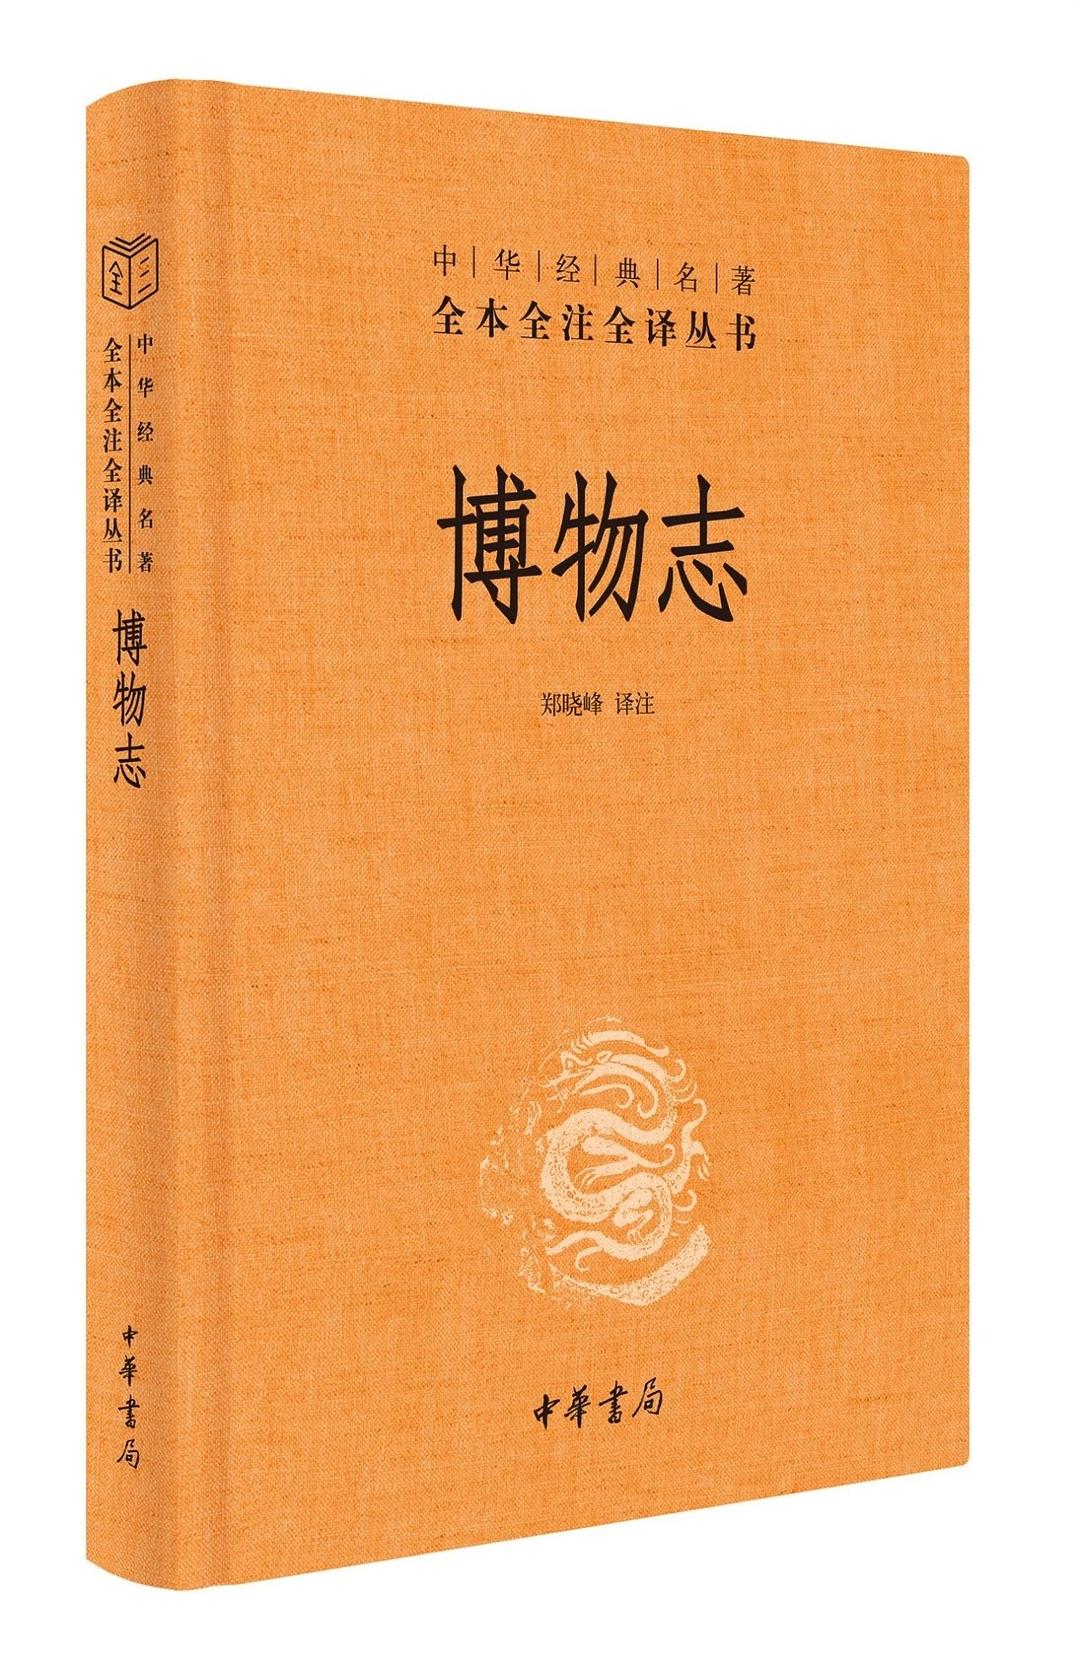 中华经典名著
全本全注全译丛书
博物志
郑晓峰 译注
中華書局
全
中华经典名著
全本全注全译丛书
博物志
中華書局